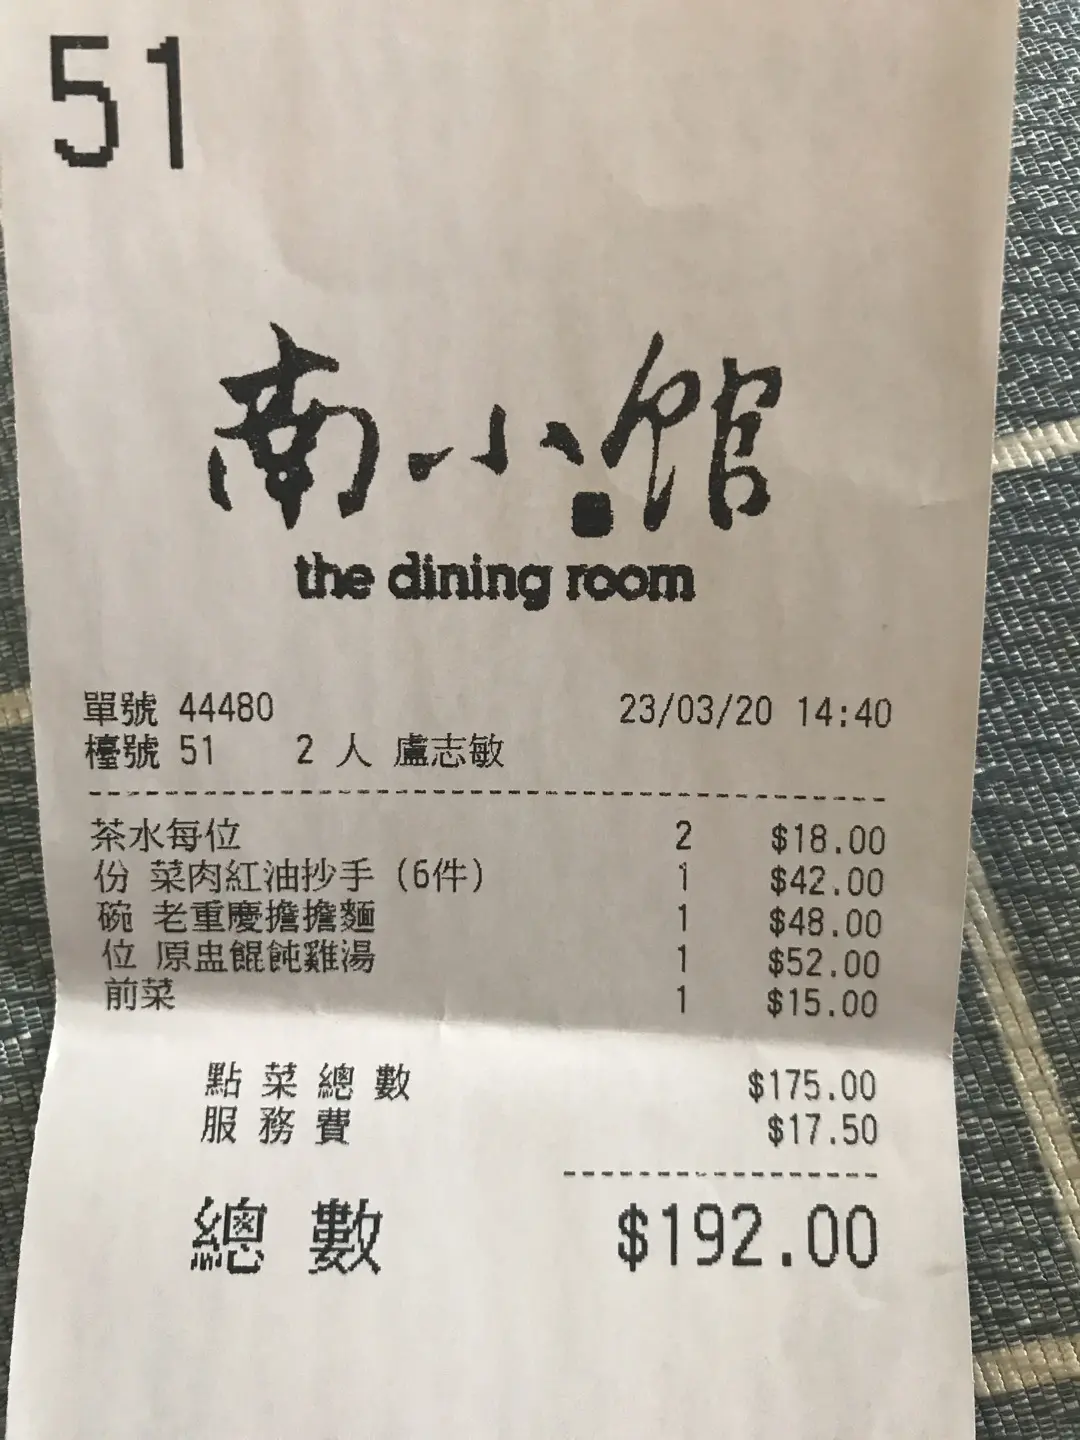 51
南小館
the dining room
單號 44480 23/03/20 14:40
檯號 51 2 人 盧志敏
茶水每位 2 $18.00
份 菜肉紅油抄手 (6件) 1 $42.00
碗 老重慶擔擔麵 1 $48.00
位 原盅餛飩雞湯 1 $52.00
前菜 1 $15.00
點菜總數 $175.00
服務費 $17.50
總數 $192.00